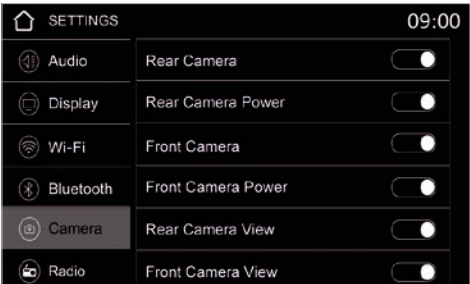 SETTINGS 09:00
Audio
Rear Camera
Display
Rear Camera Power
Wi-Fi
Front Camera
Bluetooth
Front Camera Power
Camera
Rear Camera View
Radio
Front Camera View